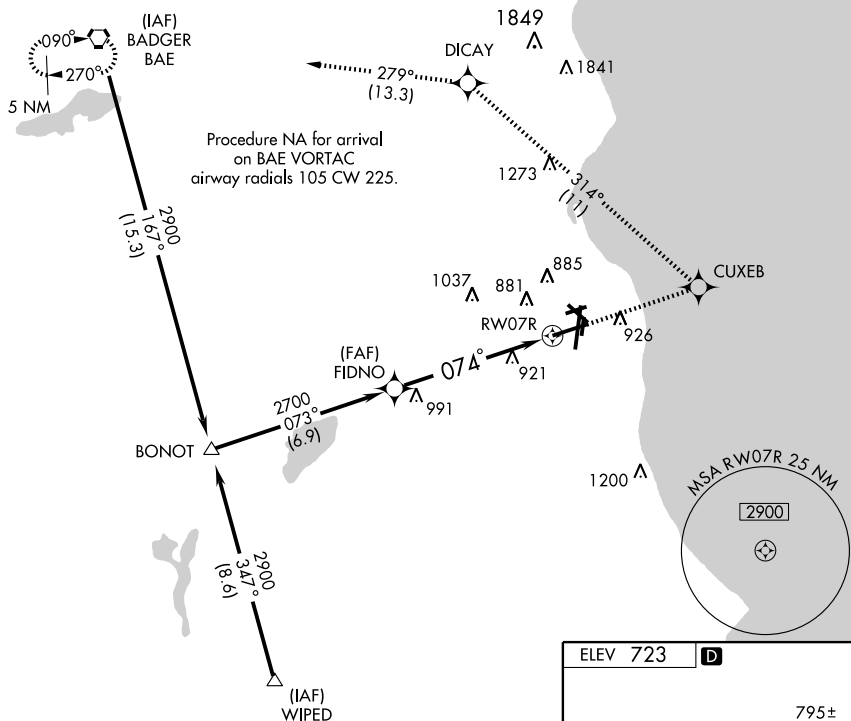 (IAF)
BADGER
BAE
090°
270°
5 NM
1849
DICAY
1841
279°
(13.3)
Procedure NA for arrival
on BAE VORTAC
airway radials 105 CW 225.
1273
314°
(11)
2900
167°
(15.3)
CUXEB
1037
881
885
RW07R
926
(FAF)
FIDNO
074°
921
2700
073°
(6.9)
991
BONOT
1200
MSA RW07R 25 NM
2900
2900
347°
(8.6)
(IAF)
WIPED
ELEV 723 D
795±